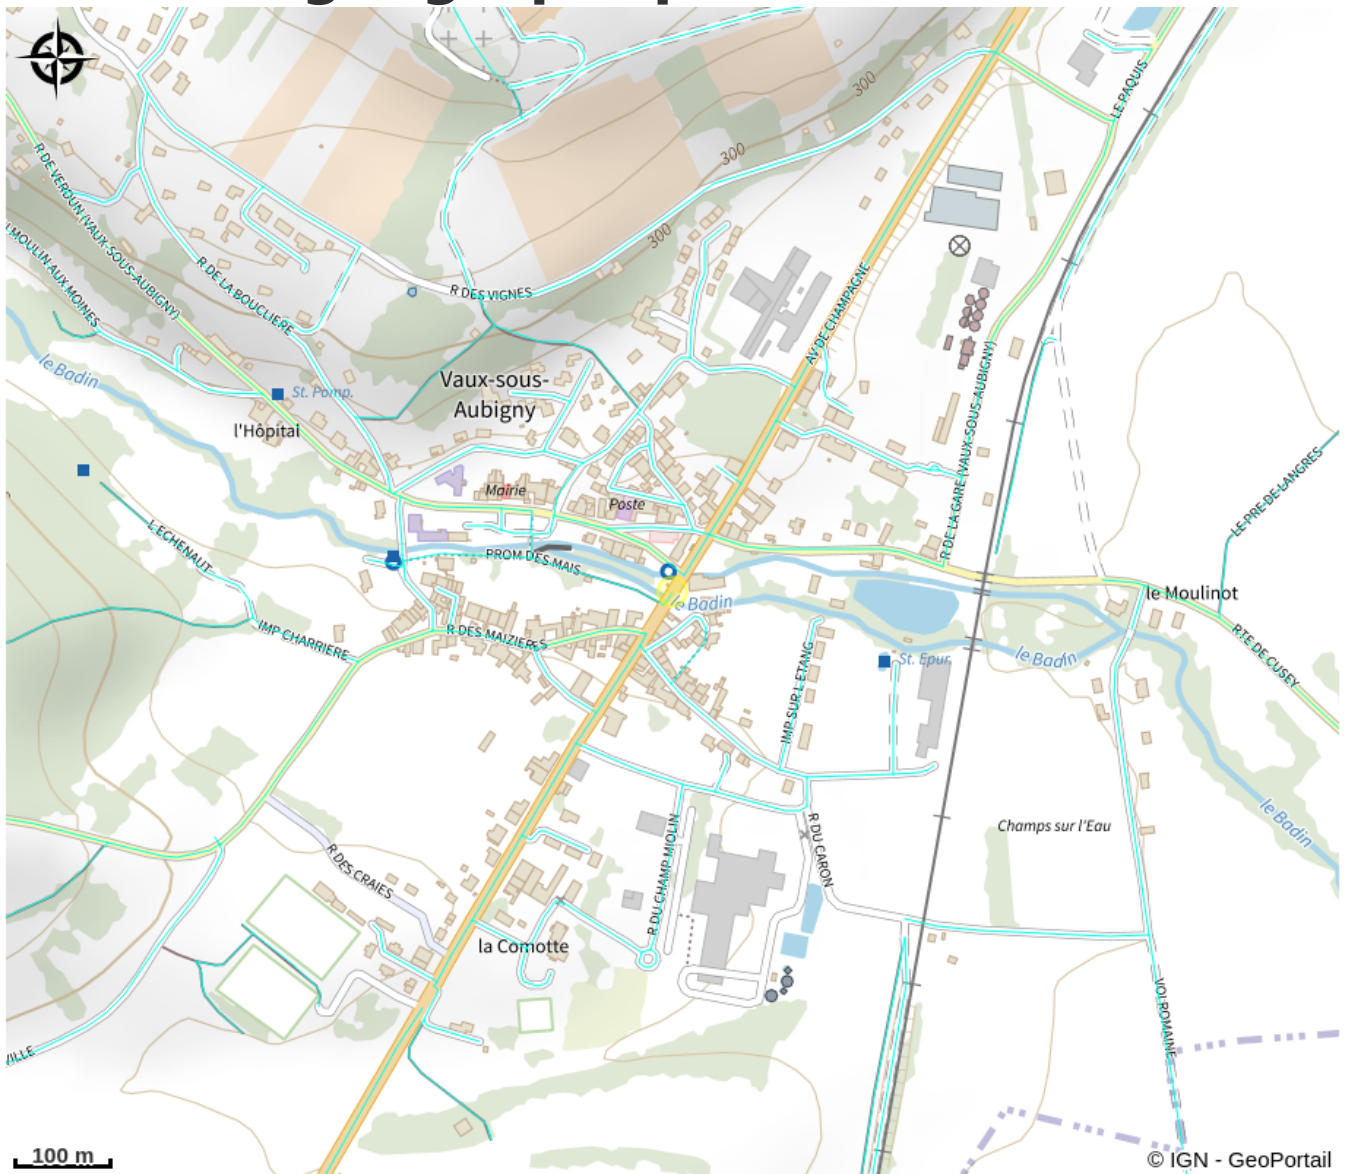 300
LE PAQUIS
300
R DE VERDUN (VAUX-SOUS-AUBIGNY)
MOULIN AUX MOINES
300
R DE LA BOUCLIERE
R DES VIGNES
AV DE CHAMPAGNE
le Badin
St. Pomp.
Vaux-sous-
Aubigny
l'Hôpital
R DE LA GARE (VAUX-SOUS-AUBIGNY)
LE PRE-DE-LANGRES
Mairie
Poste
L'ECHENAUT
PROM DES MAIS
le Badin
le Moulinot
IMP CHARRIERE
R DES MAIZIERES
le Badin
St. Epur.
RTE DE CUSEY
IMP SUR L'ETANG
le Badin
Champs sur l'Eau
R DES CRAIES
R DU CHAMP MIOLIN
R DU CARON
la Comotte
VOI ROMAINE
VILLE
100 m
© IGN - GeoPortail